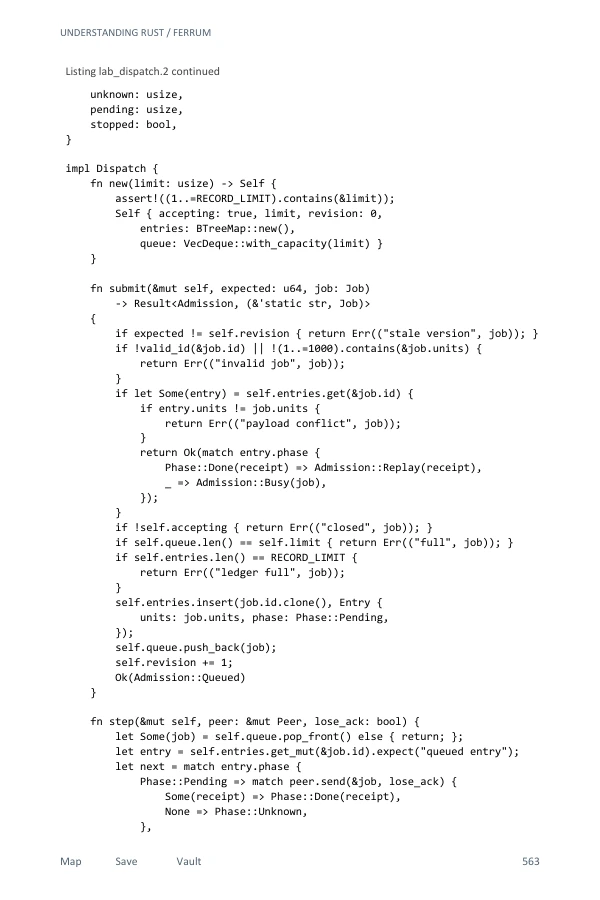 UNDERSTANDING RUST / FERRUM
Listing lab_dispatch.2 continued
    unknown: usize,
    pending: usize,
    stopped: bool,
}
impl Dispatch {
    fn new(limit: usize) -> Self {
        assert!((1..=RECORD_LIMIT).contains(&limit));
        Self { accepting: true, limit, revision: 0,
            entries: BTreeMap::new(),
            queue: VecDeque::with_capacity(limit) }
    }
    fn submit(&mut self, expected: u64, job: Job)
        -> Result<Admission, (&'static str, Job)>
    {
        if expected != self.revision { return Err(("stale version", job)); }
        if !valid_id(&job.id) || !(1..=1000).contains(&job.units) {
            return Err(("invalid job", job));
        }
        if let Some(entry) = self.entries.get(&job.id) {
            if entry.units != job.units {
                return Err(("payload conflict", job));
            }
            return Ok(match entry.phase {
                Phase::Done(receipt) => Admission::Replay(receipt),
                _ => Admission::Busy(job),
            });
        }
        if !self.accepting { return Err(("closed", job)); }
        if self.queue.len() == self.limit { return Err(("full", job)); }
        if self.entries.len() == RECORD_LIMIT {
            return Err(("ledger full", job));
        }
        self.entries.insert(job.id.clone(), Entry {
            units: job.units, phase: Phase::Pending,
        });
        self.queue.push_back(job);
        self.revision += 1;
        Ok(Admission::Queued)
    }
    fn step(&mut self, peer: &mut Peer, lose_ack: bool) {
        let Some(job) = self.queue.pop_front() else { return; };
        let entry = self.entries.get_mut(&job.id).expect("queued entry");
        let next = match entry.phase {
            Phase::Pending => match peer.send(&job, lose_ack) {
                Some(receipt) => Phase::Done(receipt),
                None => Phase::Unknown,
            },
Map Save Vault 563